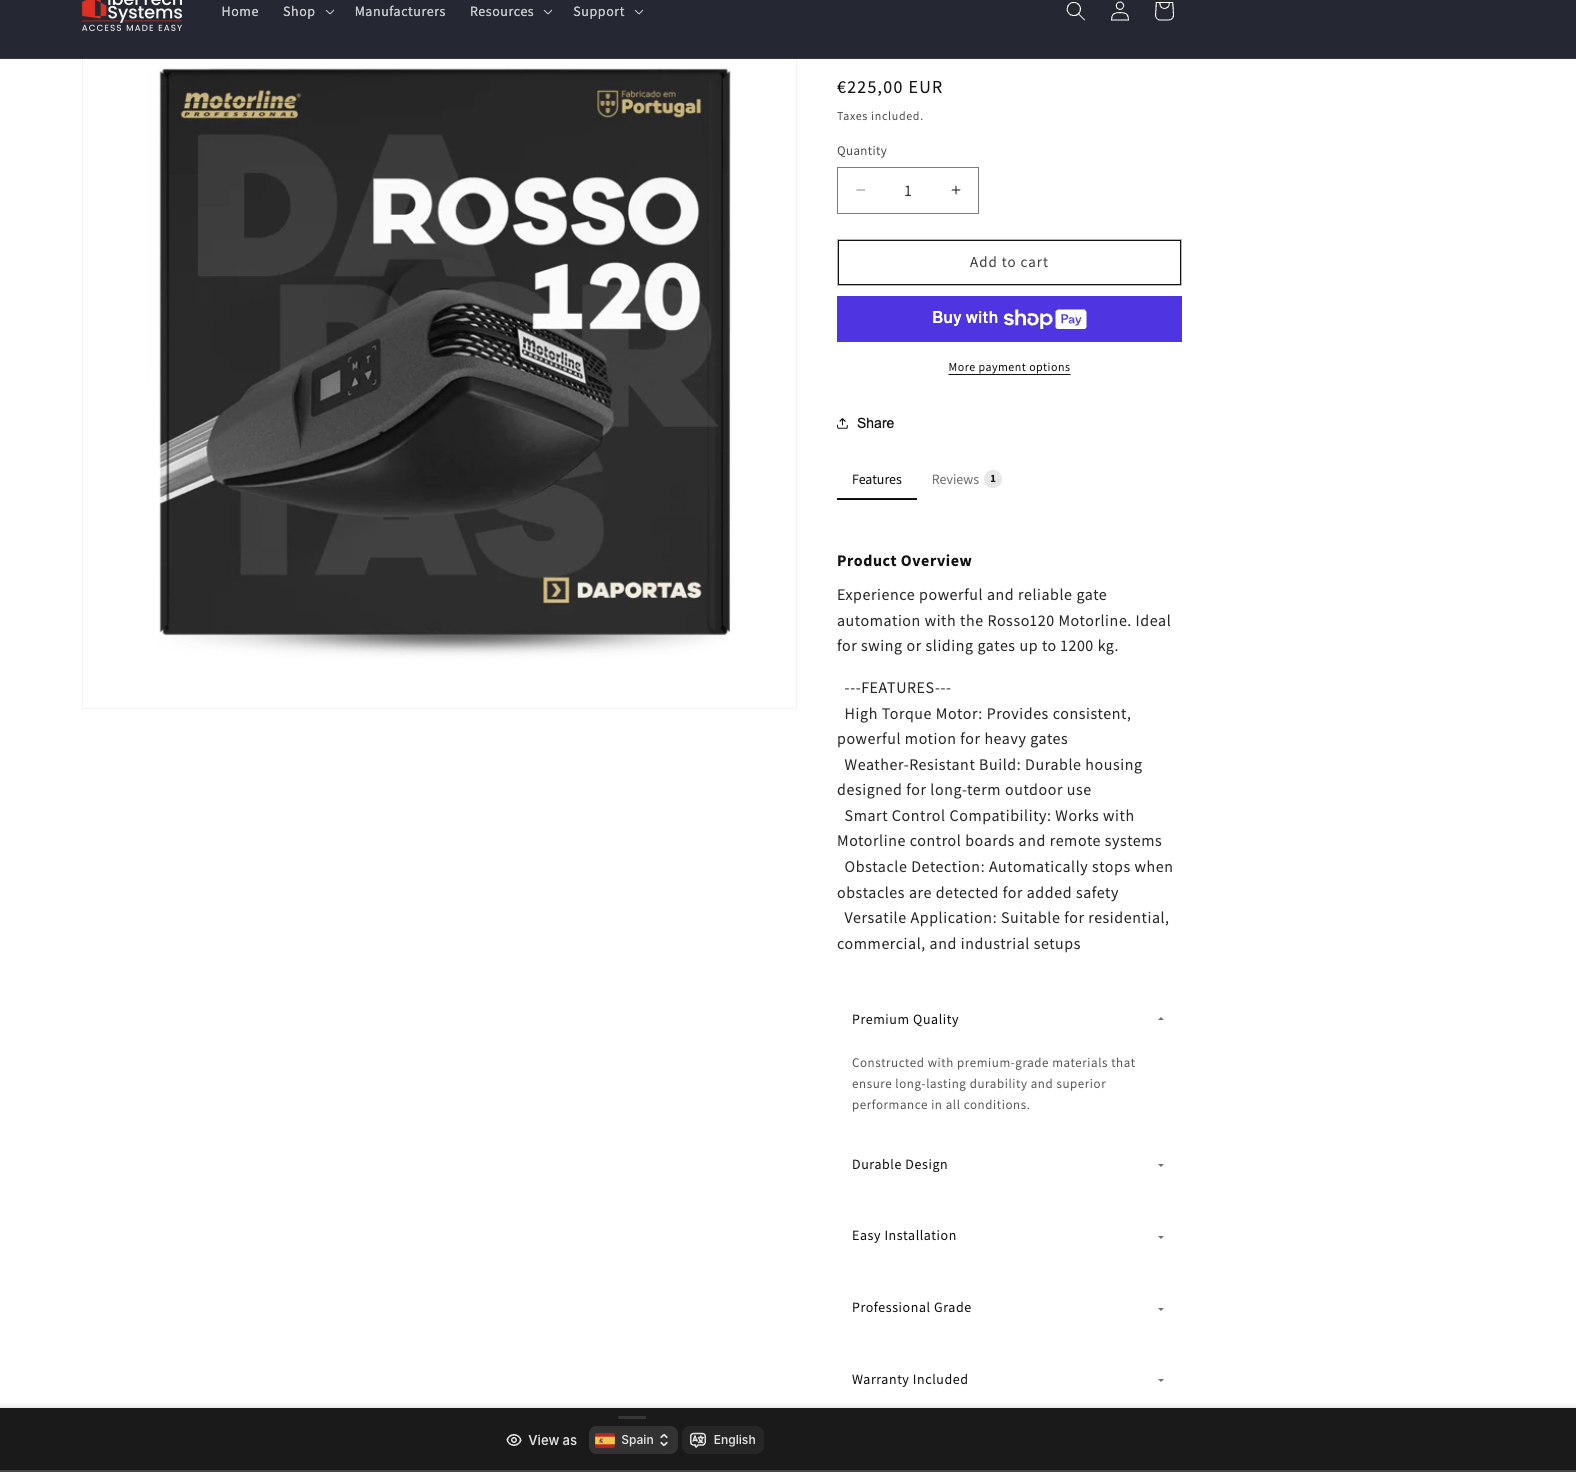 IberTech
Systems
ACCESS MADE EASY
Home
Shop
Manufacturers
Resources
Support
motorline
PROFESSIONAL
Fabricado em
Portugal
DA
ROSSO
120
POR
M T
motorline
PROFESSIONAL
TAS
DAPORTAS
€225,00 EUR
Taxes included.
Quantity
− 1 +
Add to cart
Buy with shop Pay
More payment options
Share
Features
Reviews 1
Product Overview
Experience powerful and reliable gate
automation with the Rosso120 Motorline. Ideal
for swing or sliding gates up to 1200 kg.
---FEATURES---
High Torque Motor: Provides consistent,
powerful motion for heavy gates
Weather-Resistant Build: Durable housing
designed for long-term outdoor use
Smart Control Compatibility: Works with
Motorline control boards and remote systems
Obstacle Detection: Automatically stops when
obstacles are detected for added safety
Versatile Application: Suitable for residential,
commercial, and industrial setups
Premium Quality
Constructed with premium-grade materials that
ensure long-lasting durability and superior
performance in all conditions.
Durable Design
Easy Installation
Professional Grade
Warranty Included
View as
Spain
English